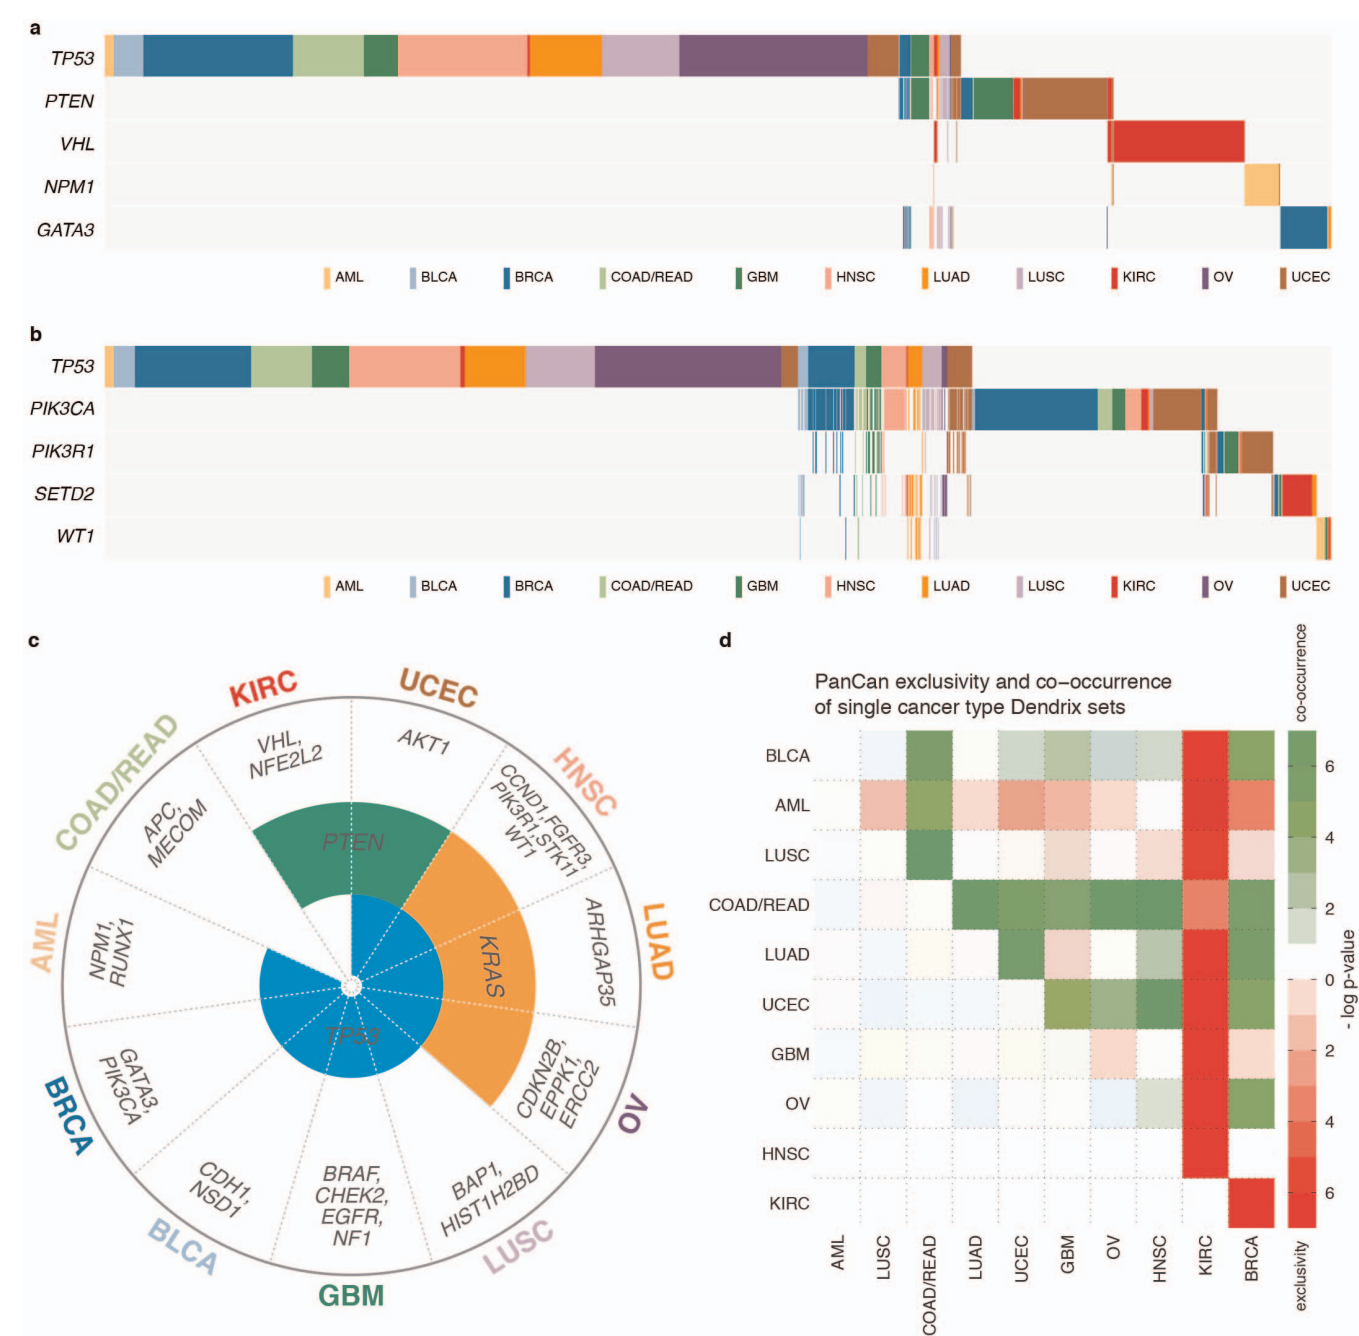 a
TP53
PTEN
VHL
NPM1
GATA3
AML BLCA BRCA COAD/READ GBM HNSC LUAD LUSC KIRC OV UCEC
b
TP53
PIK3CA
PIK3R1
SETD2
WT1
AML BLCA BRCA COAD/READ GBM HNSC LUAD LUSC KIRC OV UCEC
c
KIRC
UCEC
HNSC
LUAD
OV
LUSC
GBM
BLCA
BRCA
AML
COAD/READ
VHL,
NFE2L2
AKT1
CCND1,FGFR3,
PIK3R1,STK11
WT1
ARHGAP35
CDKN2B,
EPPK1,
ERCC2
BAP1,
HIST1H2BD
BRAF,
CHEK2,
EGFR,
NF1
CDH1,
NSD1
GATA3,
PIK3CA
NPM1,
RUNX1
APC,
MECOM
PTEN
KRAS
TP53
d
PanCan exclusivity and co−occurrence
of single cancer type Dendrix sets
BLCA
AML
LUSC
COAD/READ
LUAD
UCEC
GBM
OV
HNSC
KIRC
AML
LUSC
COAD/READ
LUAD
UCEC
GBM
OV
HNSC
KIRC
BRCA
co−occurrence
6
4
2
0
2
4
6
exclusivity
- log p-value